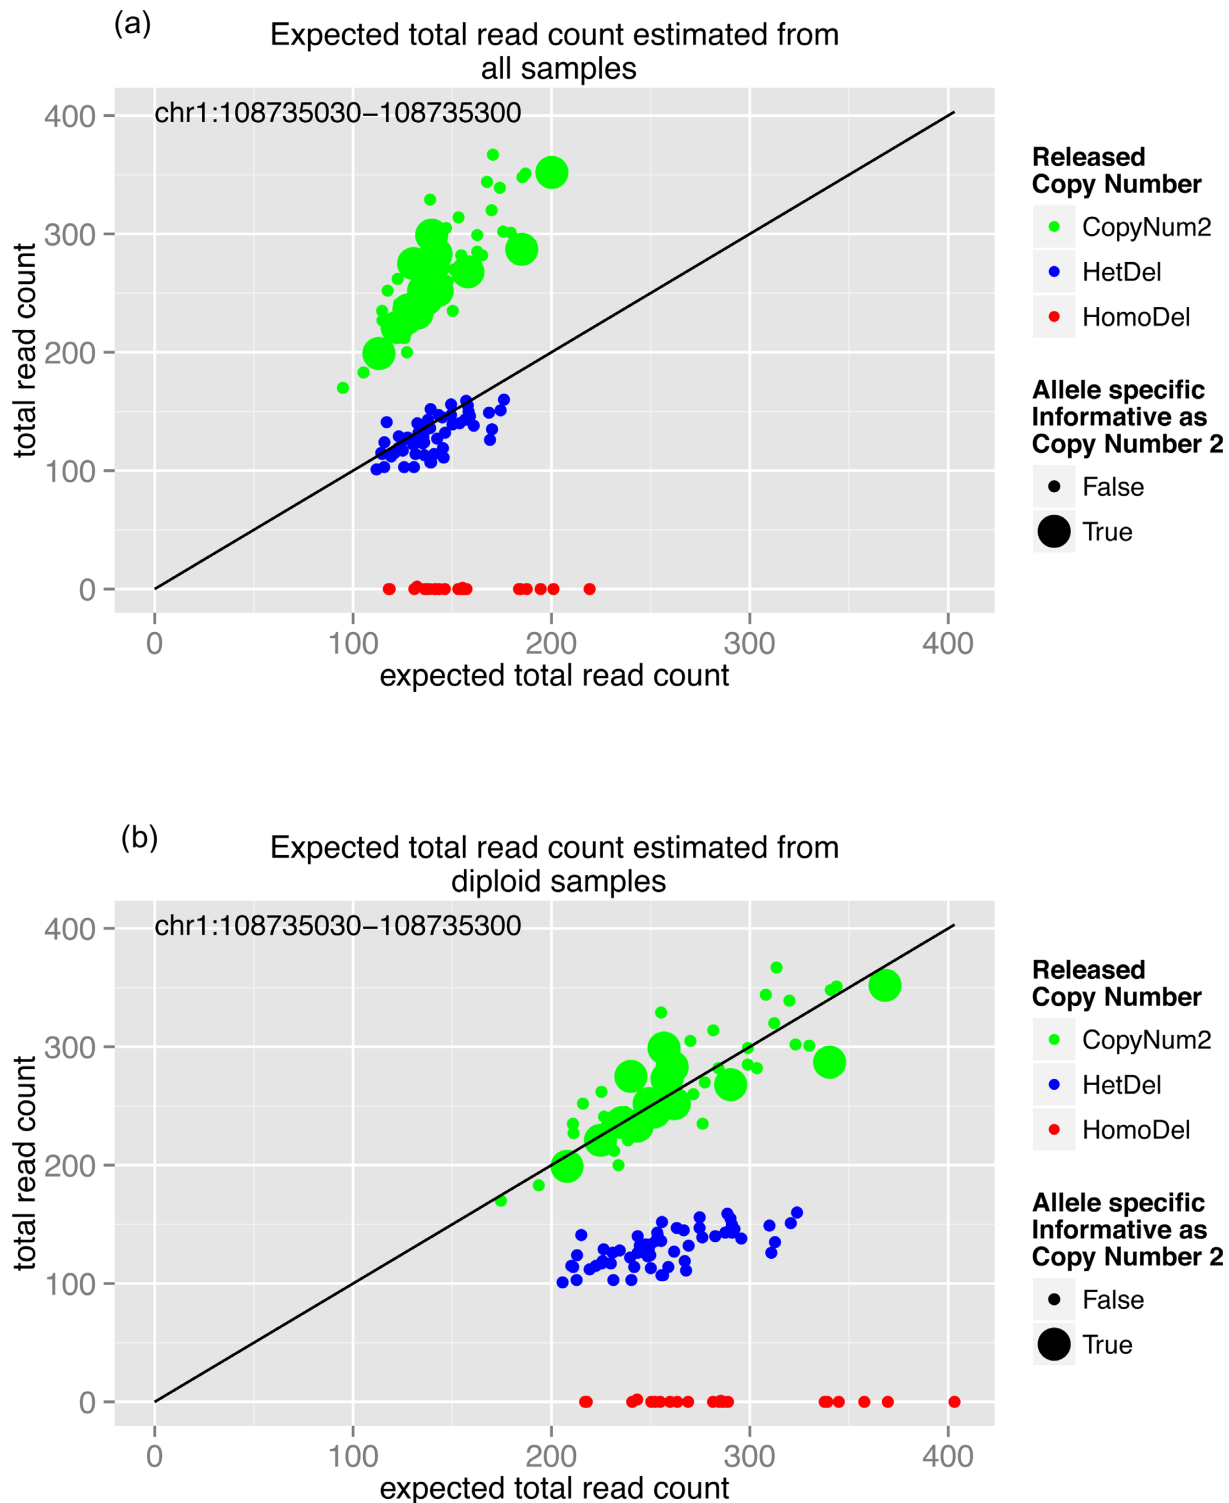 (a)
Expected total read count estimated from
all samples
chr1:108735030−108735300
400
300
200
100
0
total read count
0 100 200 300 400
expected total read count
Released
Copy Number
CopyNum2
HetDel
HomoDel
Allele specific
Informative as
Copy Number 2
False
True
(b)
Expected total read count estimated from
diploid samples
chr1:108735030−108735300
400
300
200
100
0
total read count
0 100 200 300 400
expected total read count
Released
Copy Number
CopyNum2
HetDel
HomoDel
Allele specific
Informative as
Copy Number 2
False
True